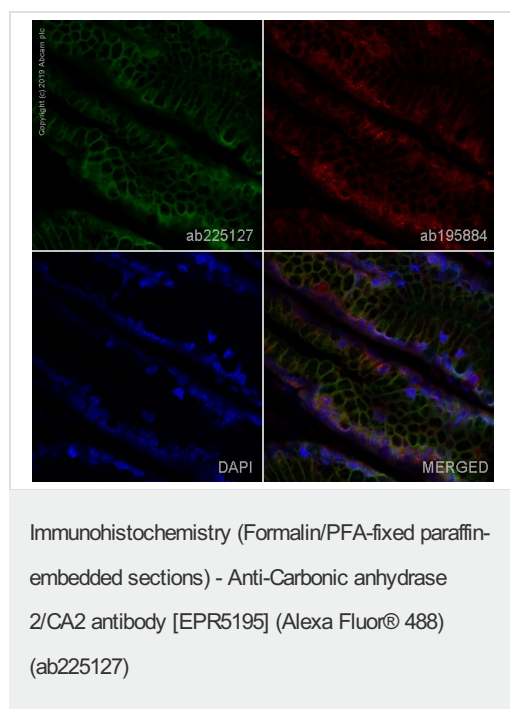 Copyright (c) 2019 Abcam plc
ab225127
ab195884
DAPI
MERGED
Immunohistochemistry (Formalin/PFA-fixed paraffin-
embedded sections) - Anti-Carbonic anhydrase
2/CA2 antibody [EPR5195] (Alexa Fluor® 488)
(ab225127)